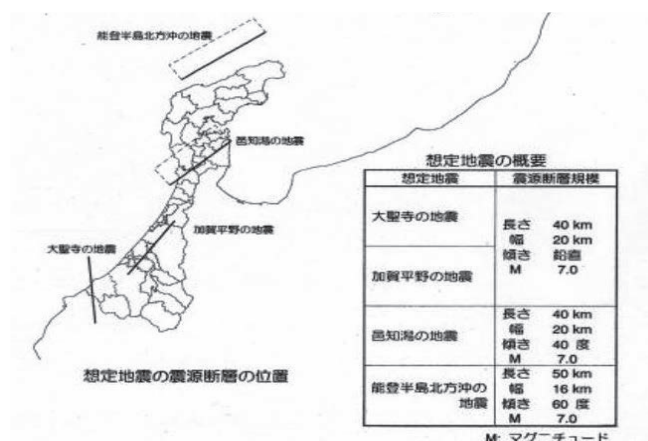 能登半島北方沖の地震
邑知潟の地震
加賀平野の地震
大聖寺の地震
想定地震の震源断層の位置
想定地震の概要
想定地震 震源断層規模
大聖寺の地震
加賀平野の地震
長さ 40 km
幅 20 km
傾き 鉛直
M 7.0
邑知潟の地震
長さ 40 km
幅 20 km
傾き 40 度
M 7.0
能登半島北方沖の
地震
長さ 50 km
幅 16 km
傾き 60 度
M 7.0
M: マグニチュード